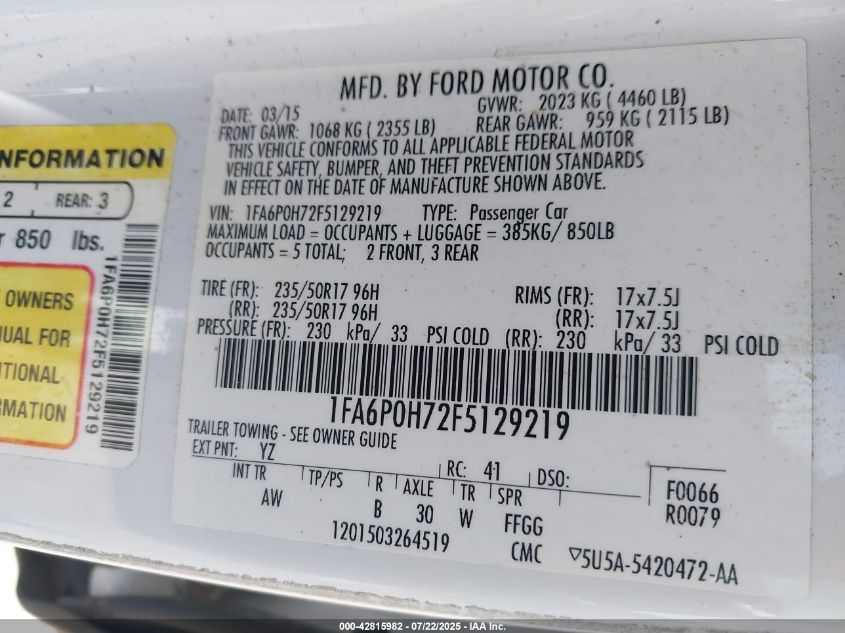 MFD. BY FORD MOTOR CO.
DATE: 03/15 GVWR: 2023 KG ( 4460 LB)
FRONT GAWR: 1068 KG ( 2355 LB) REAR GAWR: 959 KG ( 2115 LB)
THIS VEHICLE CONFORMS TO ALL APPLICABLE FEDERAL MOTOR
VEHICLE SAFETY, BUMPER, AND THEFT PREVENTION STANDARDS
IN EFFECT ON THE DATE OF MANUFACTURE SHOWN ABOVE.
VIN: 1FA6P0H72F5129219 TYPE: Passenger Car
MAXIMUM LOAD = OCCUPANTS + LUGGAGE = 385KG/ 850LB
OCCUPANTS = 5 TOTAL; 2 FRONT, 3 REAR
TIRE (FR): 235/50R17 96H RIMS (FR): 17x7.5J
(RR): 235/50R17 96H (RR): 17x7.5J
PRESSURE (FR): 230 kPa/ 33 PSI COLD (RR): 230 kPa/ 33 PSI COLD
1FA6P0H72F5129219
TRAILER TOWING - SEE OWNER GUIDE
EXT PNT: YZ RC: 41 DSO:
INT TR TP/PS R AXLE TR SPR F0066
AW B 30 W FFGG R0079
1201503264519 CMC ▽5U5A-5420472-AA
NFORMATION
2 REAR: 3
r 850 lbs.
OWNERS
UAL FOR
ITIONAL
RMATION
1FA6P0H72F5129219
000-42815982 - 07/22/2025 - IAA Inc.